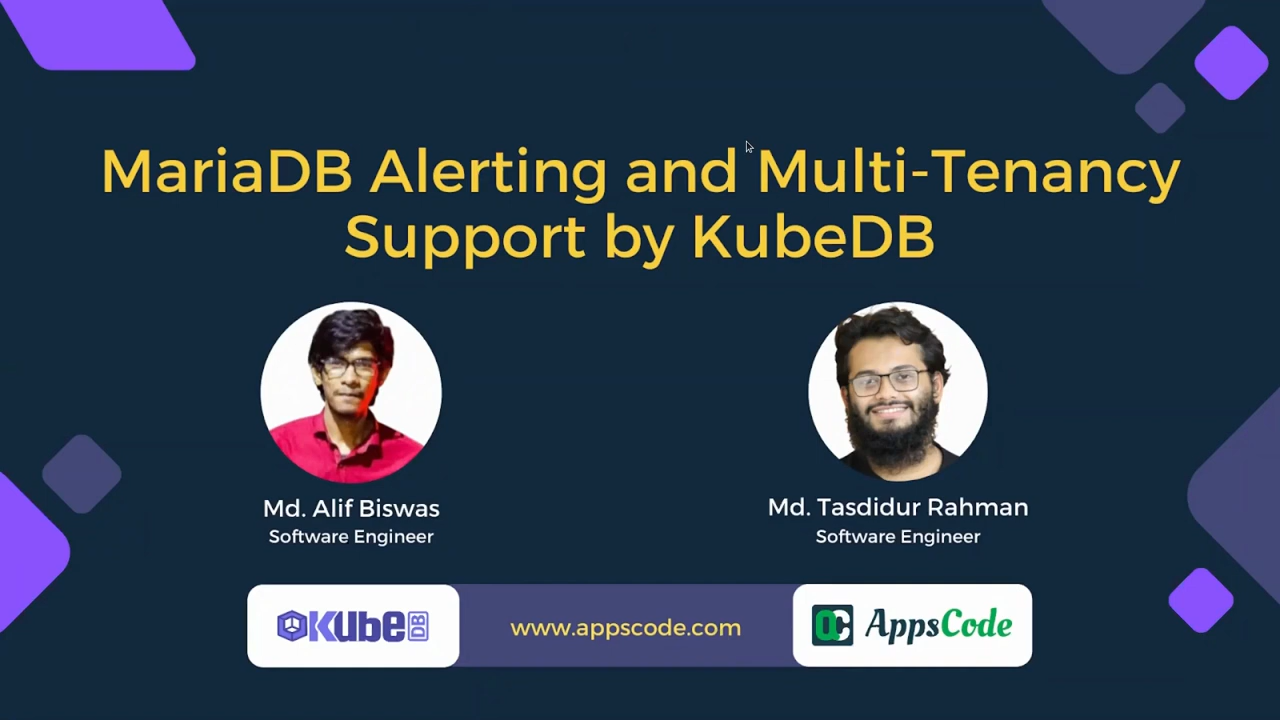 MariaDB Alerting and Multi-Tenancy
Support by KubeDB
Md. Alif Biswas
Software Engineer
Md. Tasdidur Rahman
Software Engineer
KubeDB
www.appscode.com
AppsCode